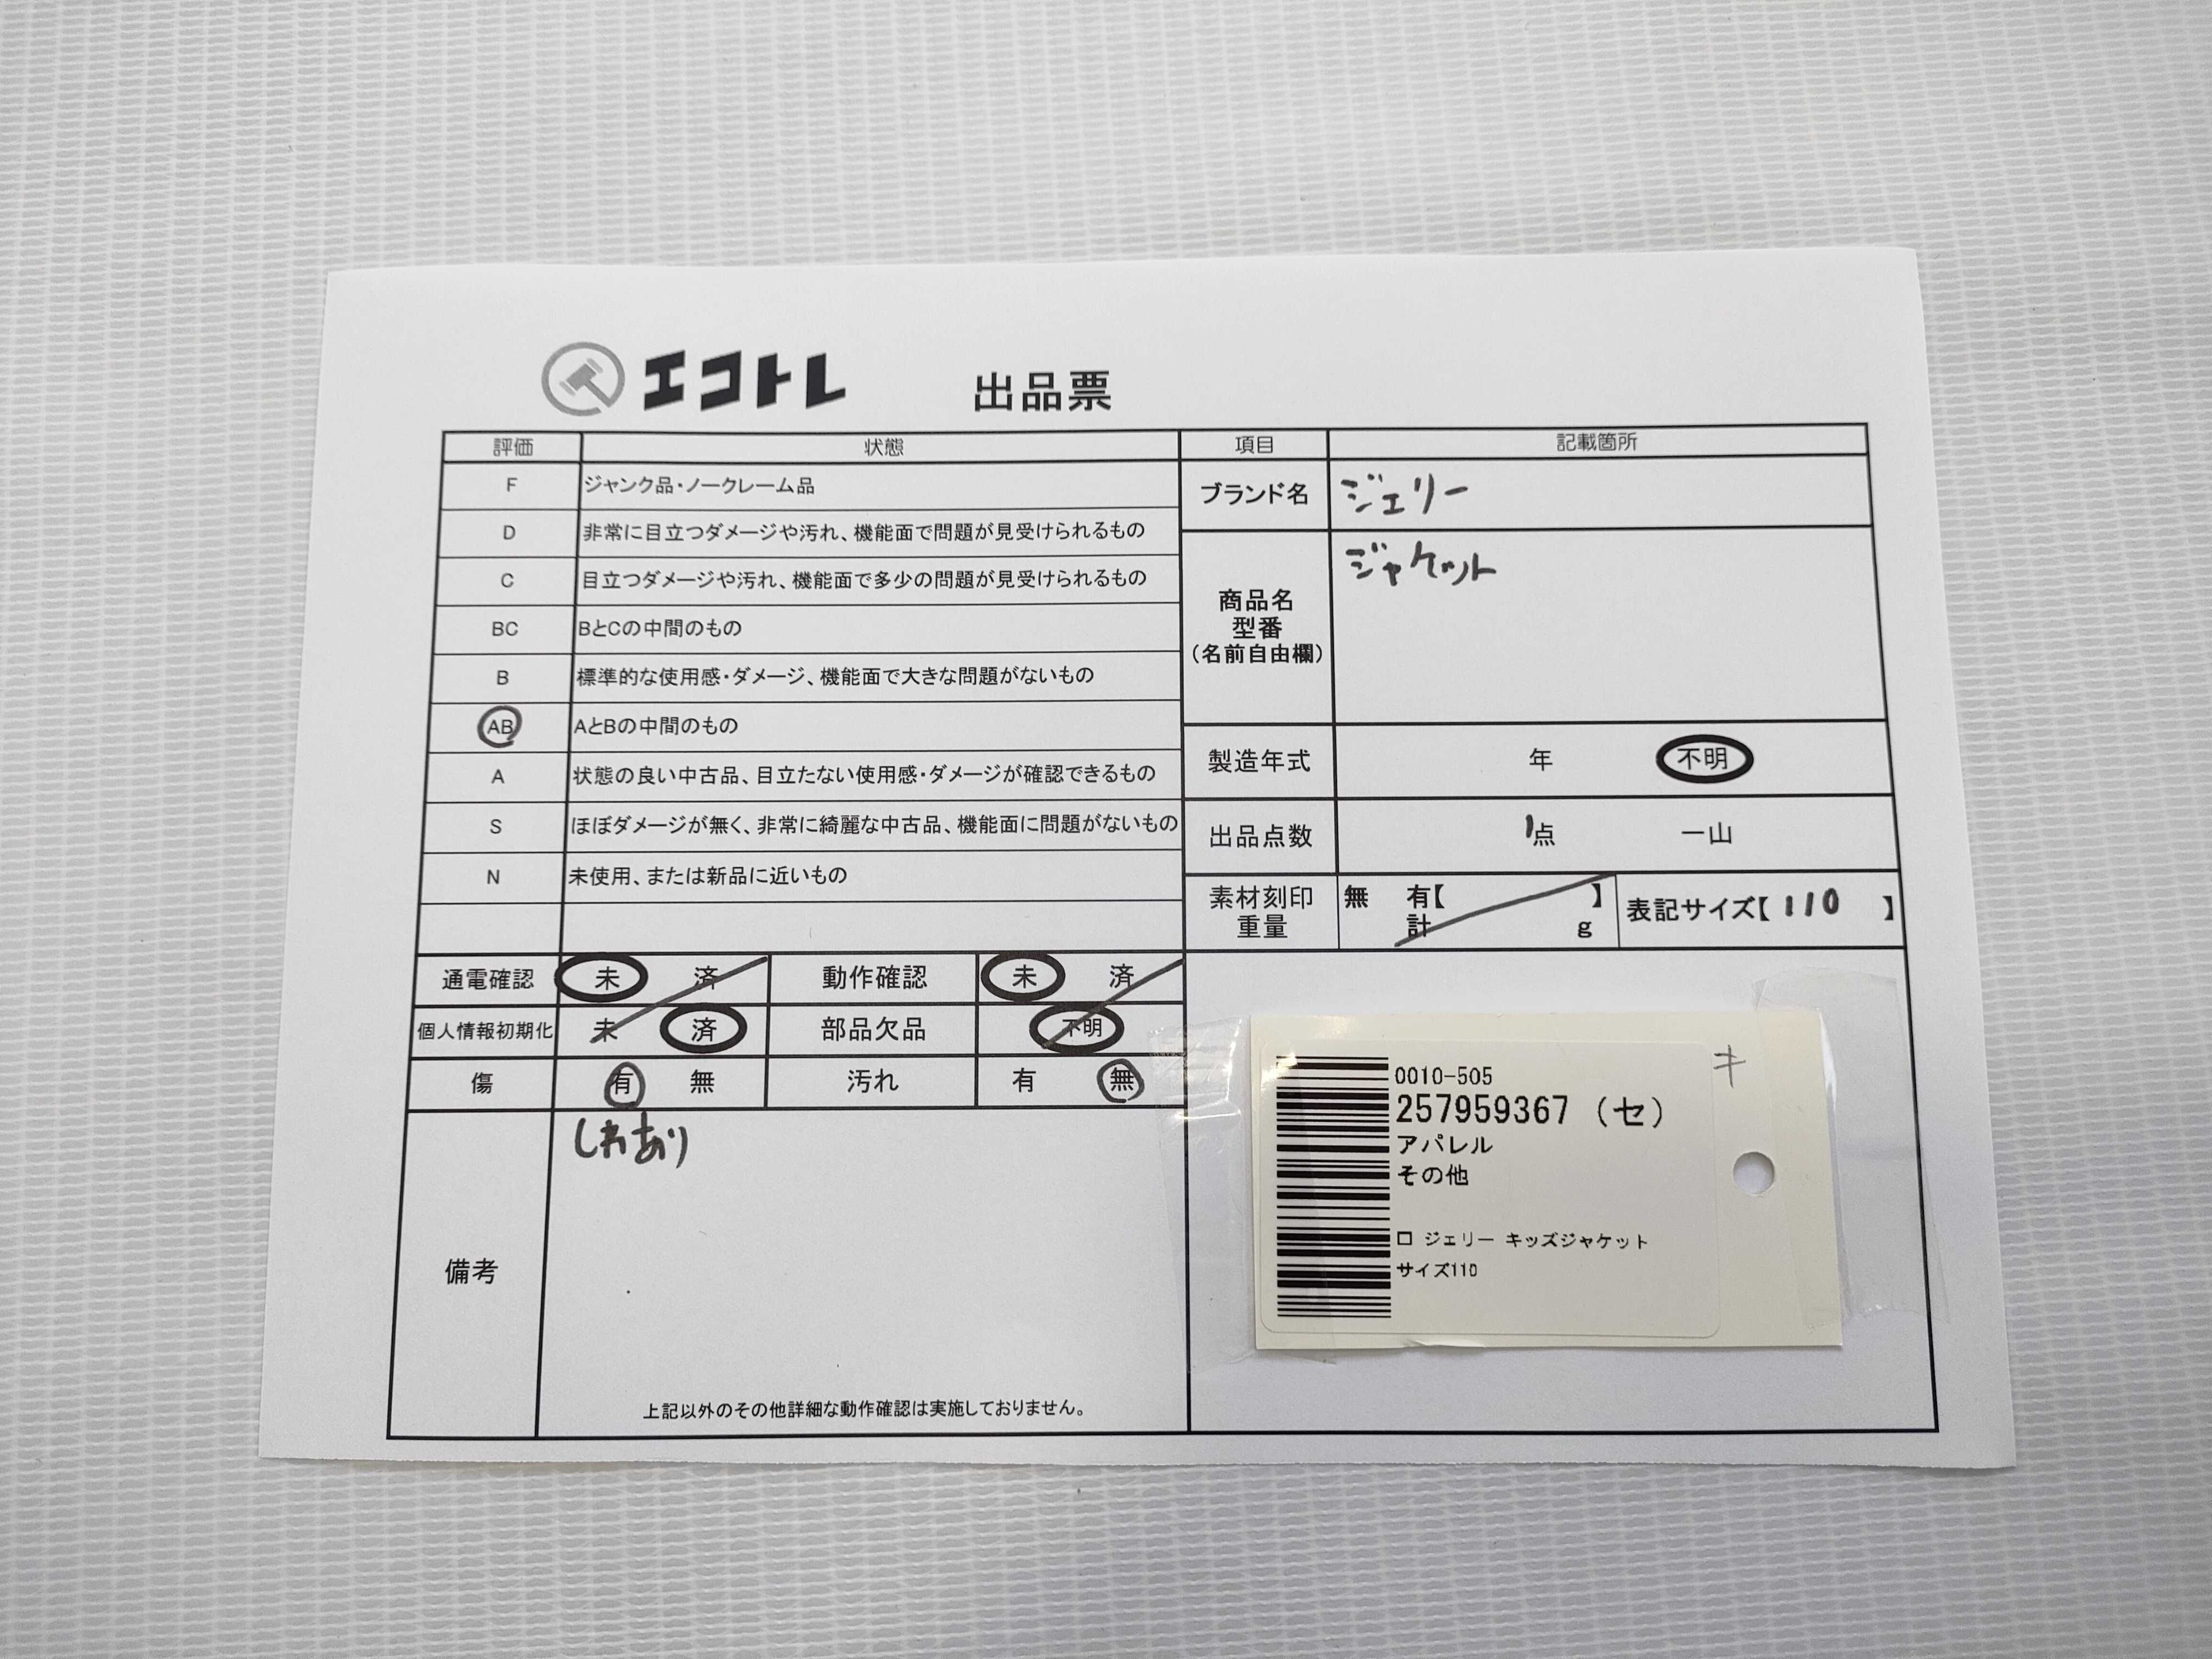 エコトレ 出品票
評価 状態 項目 記載箇所
F ジャンク品・ノークレーム品
D 非常に目立つダメージや汚れ、機能面で問題が見受けられるもの
C 目立つダメージや汚れ、機能面で多少の問題が見受けられるもの
BC BとCの中間のもの
B 標準的な使用感・ダメージ、機能面で大きな問題がないもの
AB AとBの中間のもの
A 状態の良い中古品、目立たない使用感・ダメージが確認できるもの
S ほぼダメージが無く、非常に綺麗な中古品、機能面に問題がないもの
N 未使用、または新品に近いもの
ブランド名 ジェリー
商品名
型番
(名前自由欄)
ジャケット
製造年式 年 不明
出品点数 1点 一山
素材刻印
重量
無 有【 】
計 g
表記サイズ【110 】
通電確認 未 済 動作確認 未 済
個人情報初期化 未 済 部品欠品 不明
傷 有 無 汚れ 有 無
備考
しわあり
上記以外のその他詳細な動作確認は実施しておりません。
キ
0010-505
257959367 (セ)
アパレル
その他
ロ ジェリー キッズジャケット
サイズ110